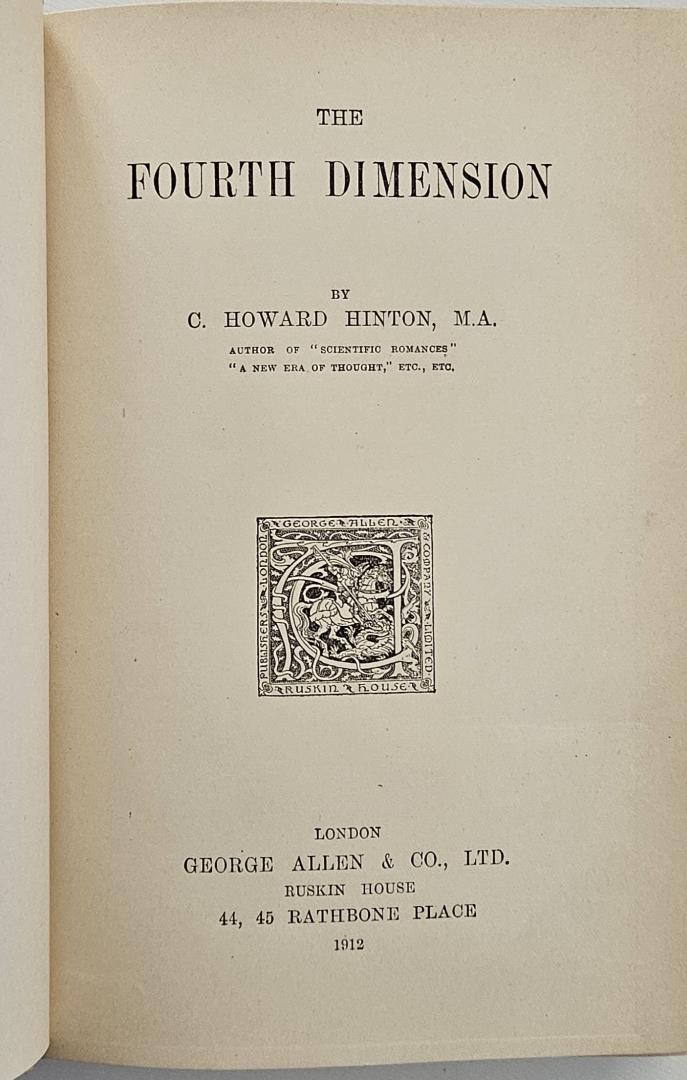 THE
FOURTH DIMENSION
BY
C. HOWARD HINTON, M.A.
AUTHOR OF "SCIENTIFIC ROMANCES"
"A NEW ERA OF THOUGHT," ETC., ETC.
GEORGE ALLEN
& COMPANY LIMITED
PUBLISHERS LONDON
RUSKIN HOUSE
LONDON
GEORGE ALLEN & CO., LTD.
RUSKIN HOUSE
44, 45 RATHBONE PLACE
1912